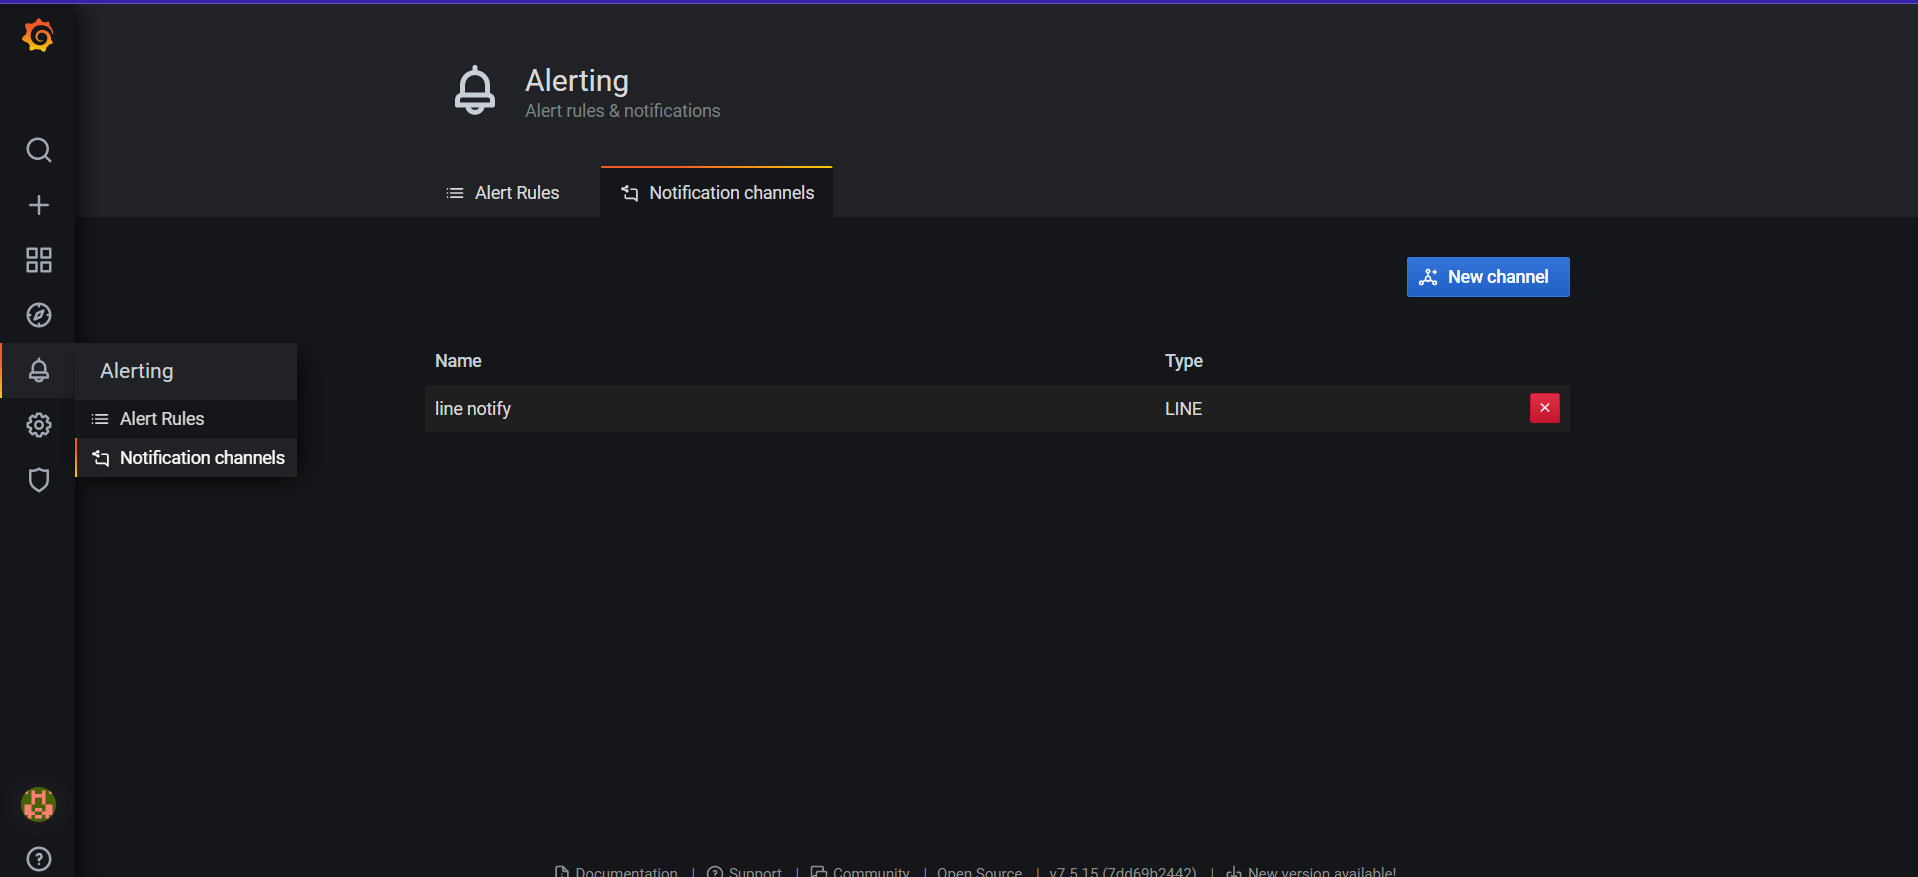 Alerting
Alert rules & notifications
Alert Rules
Notification channels
New channel
Alerting
Alert Rules
Notification channels
Name Type
line notify LINE
Documentation | Support | Community | Open Source | v7.5.15 (7dd69b2442) | New version available!